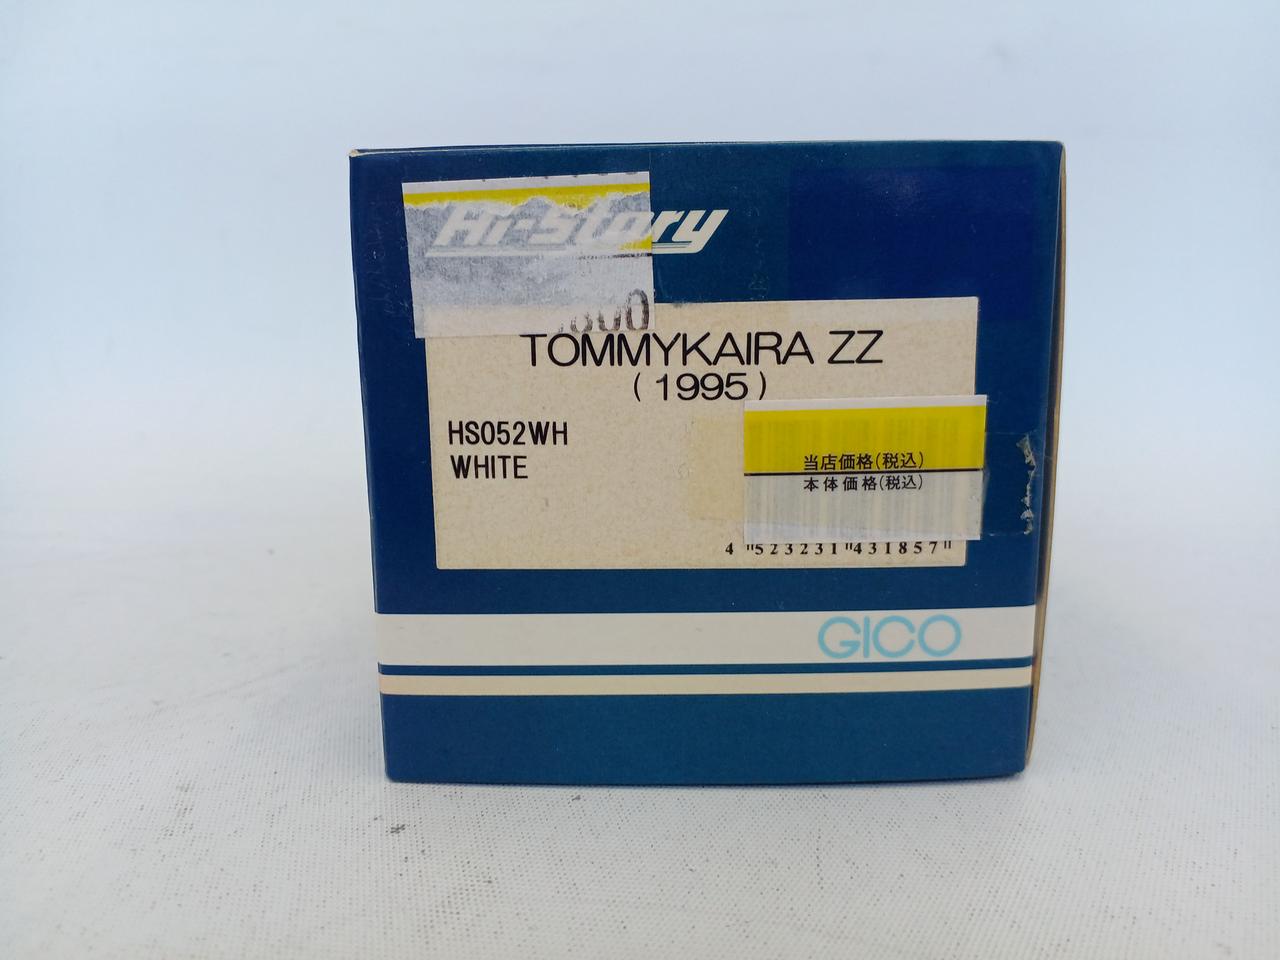 Hi-Story
800
TOMMYKAIRA ZZ
(1995)
HS052WH
WHITE
当店価格(税込)
本体価格(税込)
4 523231 431857
GICO